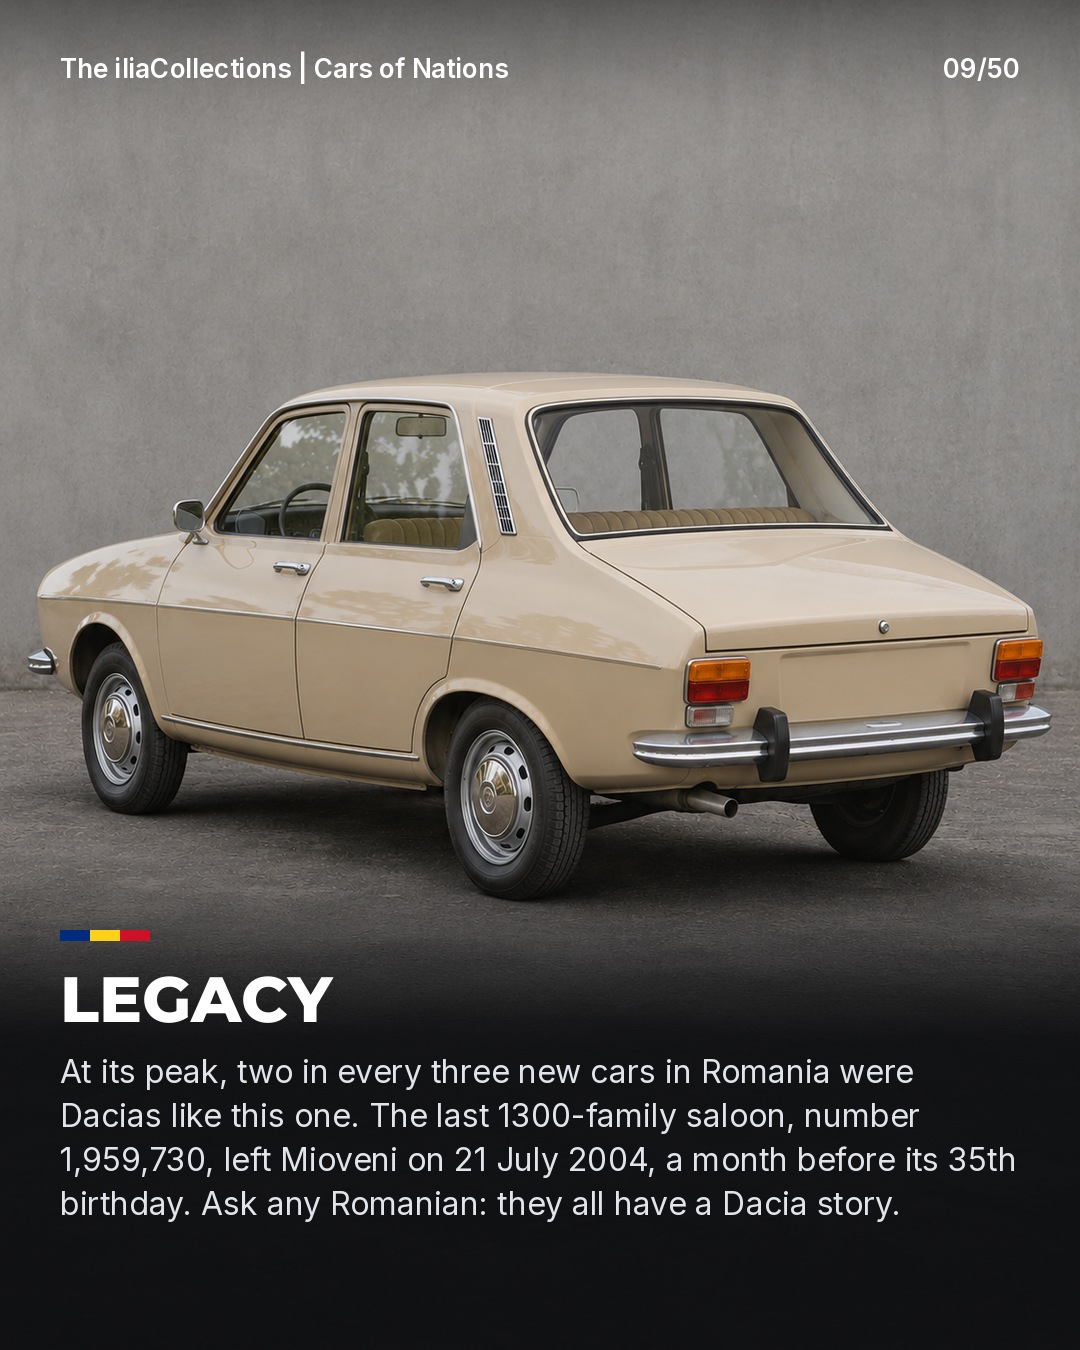 The iliaCollections | Cars of Nations
09/50
LEGACY
At its peak, two in every three new cars in Romania were
Dacias like this one. The last 1300-family saloon, number
1,959,730, left Mioveni on 21 July 2004, a month before its 35th
birthday. Ask any Romanian: they all have a Dacia story.